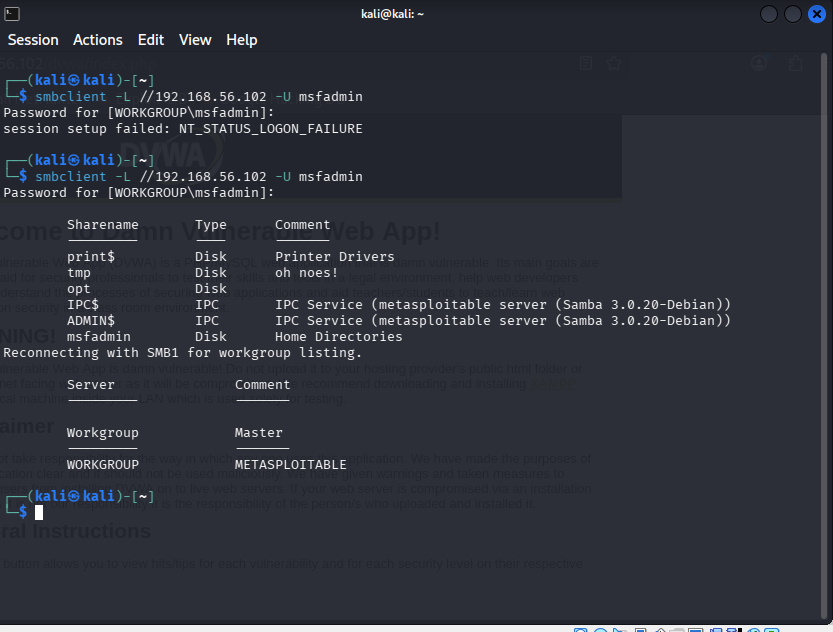 kali@kali: ~
Session Actions Edit View Help
┌──(kali㉿kali)-[~]
└─$ smbclient -L //192.168.56.102 -U msfadmin
Password for [WORKGROUP\msfadmin]:
session setup failed: NT_STATUS_LOGON_FAILURE
┌──(kali㉿kali)-[~]
└─$ smbclient -L //192.168.56.102 -U msfadmin
Password for [WORKGROUP\msfadmin]:
Sharename Type Comment
print$ Disk Printer Drivers
tmp Disk oh noes!
opt Disk
IPC$ IPC IPC Service (metasploitable server (Samba 3.0.20-Debian))
ADMIN$ IPC IPC Service (metasploitable server (Samba 3.0.20-Debian))
msfadmin Disk Home Directories
Reconnecting with SMB1 for workgroup listing.
Server Comment
Workgroup Master
WORKGROUP METASPLOITABLE
┌──(kali㉿kali)-[~]
└─$